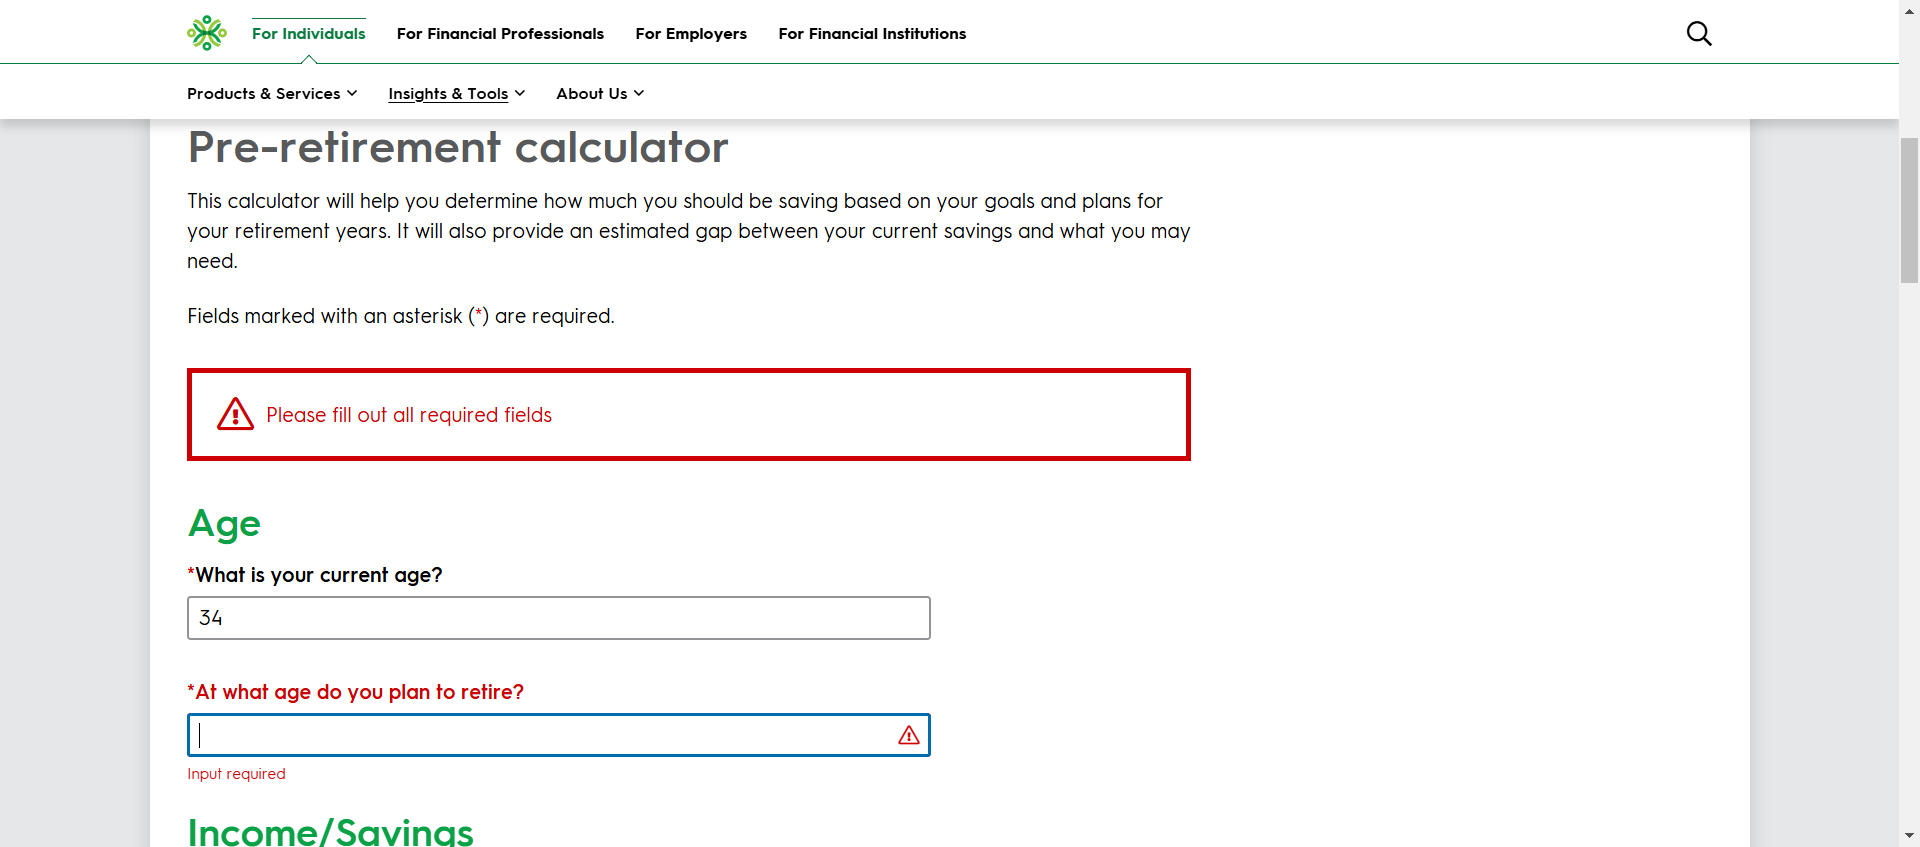 For Individuals
For Financial Professionals
For Employers
For Financial Institutions
Products & Services
Insights & Tools
About Us
Pre-retirement calculator
This calculator will help you determine how much you should be saving based on your goals and plans for
your retirement years. It will also provide an estimated gap between your current savings and what you may
need.
Fields marked with an asterisk (*) are required.
Please fill out all required fields
Age
*What is your current age?
34
*At what age do you plan to retire?
Input required
Income/Savings